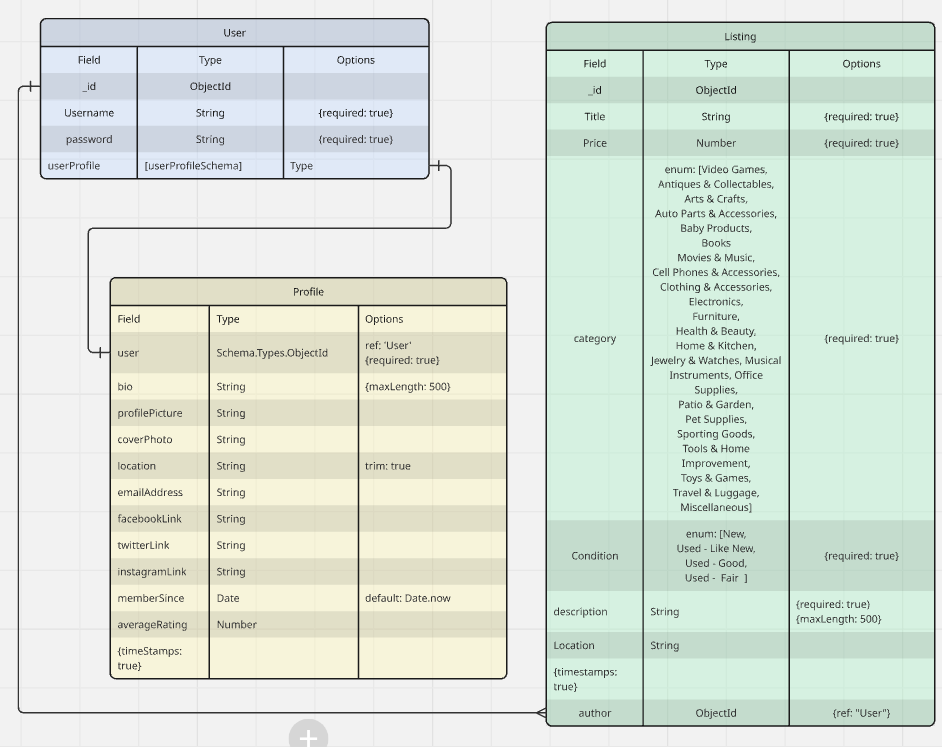 User
Field Type Options
_id ObjectId
Username String {required: true}
password String {required: true}
userProfile [userProfileSchema] Type
Profile
Field Type Options
user Schema.Types.ObjectId ref: 'User'
{required: true}
bio String {maxLength: 500}
profilePicture String
coverPhoto String
location String trim: true
emailAddress String
facebookLink String
twitterLink String
instagramLink String
memberSince Date default: Date.now
averageRating Number
{timeStamps:
true}
Listing
Field Type Options
_id ObjectId
Title String {required: true}
Price Number {required: true}
category
enum: [Video Games,
Antiques & Collectables,
Arts & Crafts,
Auto Parts & Accessories,
Baby Products,
Books
Movies & Music,
Cell Phones & Accessories,
Clothing & Accessories,
Electronics,
Furniture,
Health & Beauty,
Home & Kitchen,
Jewelry & Watches, Musical
Instruments, Office
Supplies,
Patio & Garden,
Pet Supplies,
Sporting Goods,
Tools & Home
Improvement,
Toys & Games,
Travel & Luggage,
Miscellaneous]
{required: true}
Condition
enum: [New,
Used - Like New,
Used - Good,
Used - Fair ]
{required: true}
description String {required: true}
{maxLength: 500}
Location String
{timestamps:
true}
author ObjectId {ref: "User"}